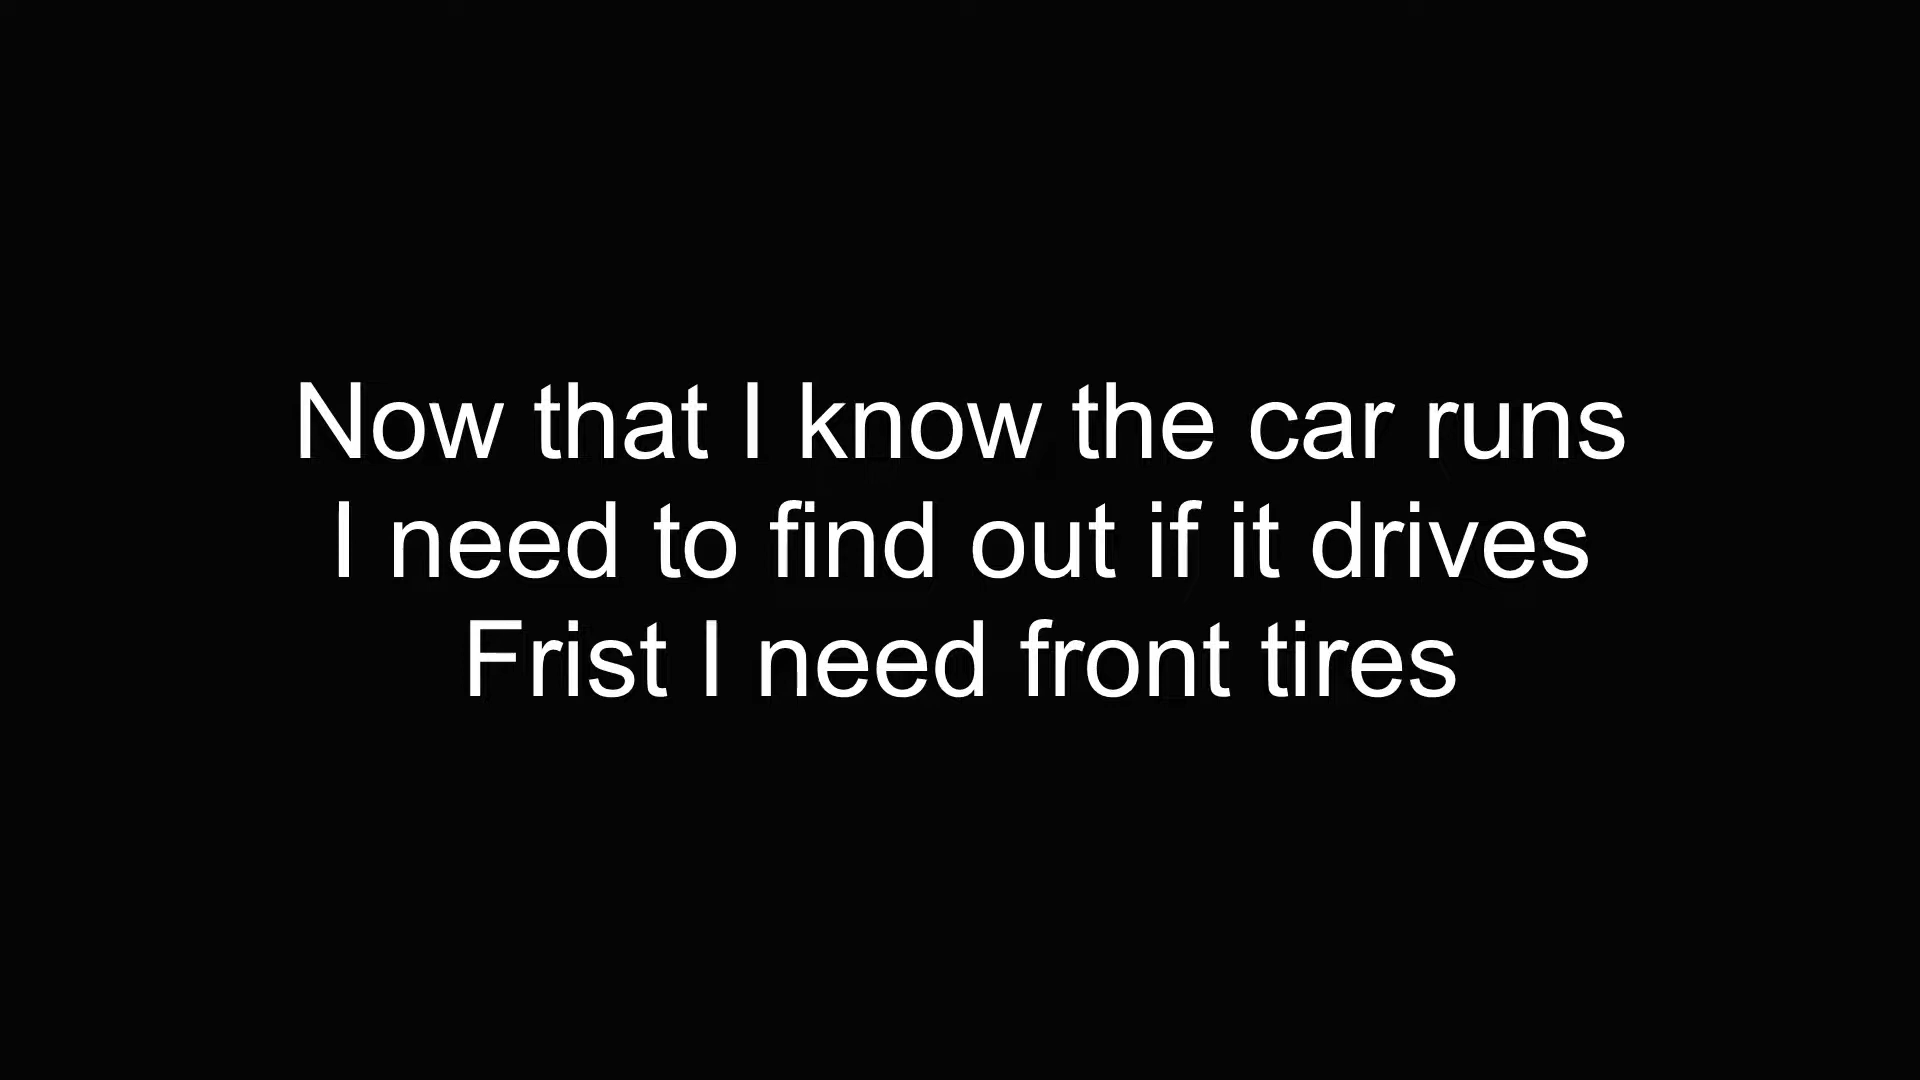 Now that I know the car runs
I need to find out if it drives
Frist I need front tires